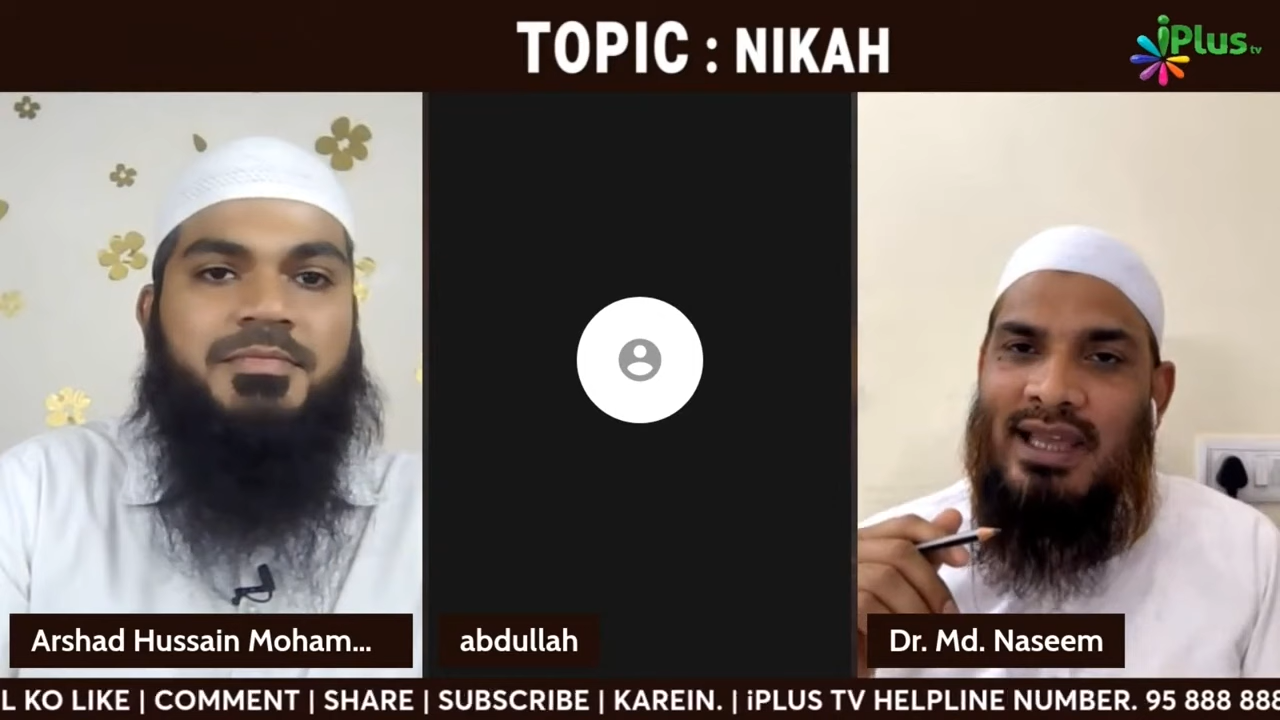 TOPIC : NIKAH
iPlus tv
Arshad Hussain Moham...
abdullah
Dr. Md. Naseem
L KO LIKE | COMMENT | SHARE | SUBSCRIBE | KAREIN. | iPLUS TV HELPLINE NUMBER. 95 888 888